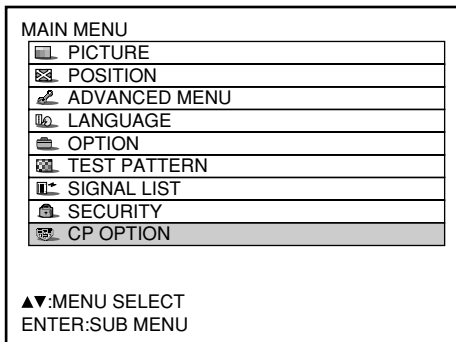 MAIN MENU
PICTURE
POSITION
ADVANCED MENU
LANGUAGE
OPTION
TEST PATTERN
SIGNAL LIST
SECURITY
CP OPTION
▲▼:MENU SELECT
ENTER:SUB MENU